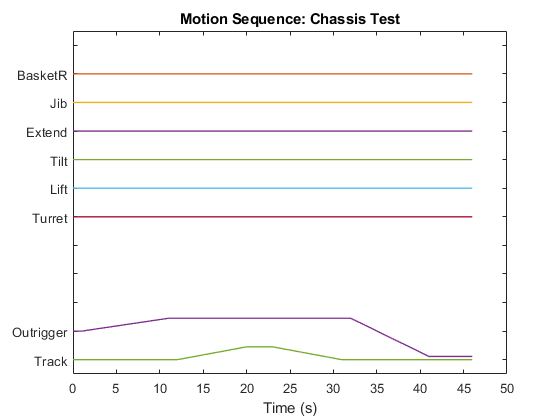 Motion Sequence: Chassis Test
BasketR
Jib
Extend
Tilt
Lift
Turret
Outrigger
Track
0 5 10 15 20 25 30 35 40 45 50
Time (s)